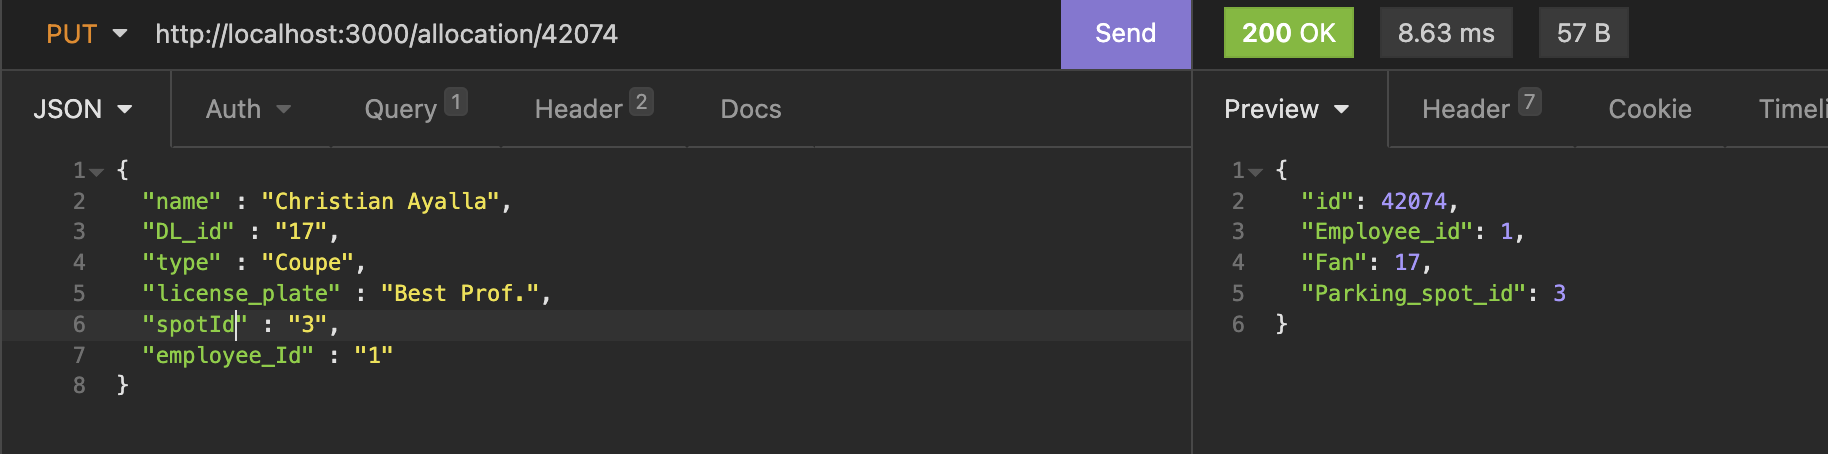 PUT http://localhost:3000/allocation/42074 Send 200 OK 8.63 ms 57 B
JSON Auth Query 1 Header 2 Docs Preview Header 7 Cookie Timeli
1 {
2 "name" : "Christian Ayalla",
3 "DL_id" : "17",
4 "type" : "Coupe",
5 "license_plate" : "Best Prof.",
6 "spotId" : "3",
7 "employee_Id" : "1"
8 }
1 {
2 "id": 42074,
3 "Employee_id": 1,
4 "Fan": 17,
5 "Parking_spot_id": 3
6 }